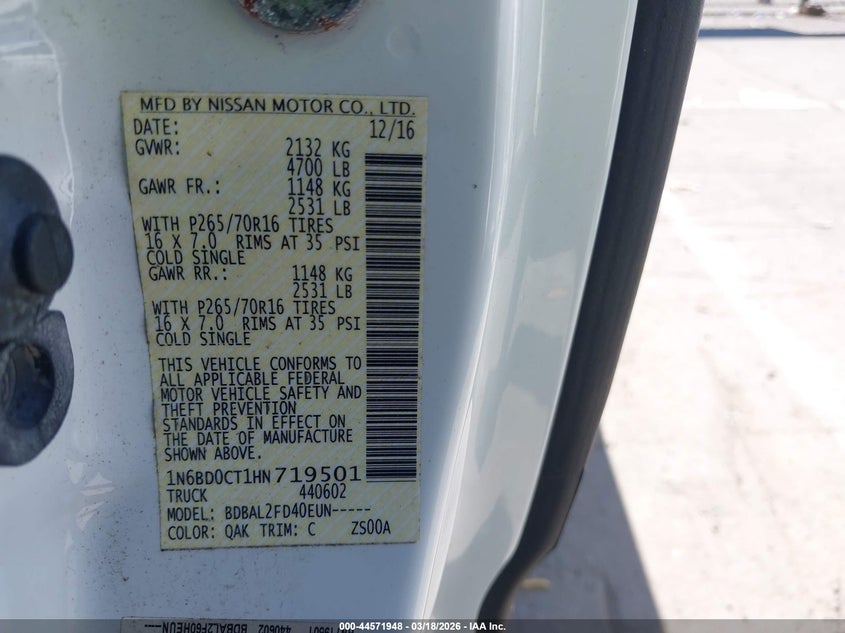 MFD BY NISSAN MOTOR CO., LTD.
DATE: 12/16
GVWR: 2132 KG
4700 LB
GAWR FR.: 1148 KG
2531 LB
WITH P265/70R16 TIRES
16 X 7.0 RIMS AT 35 PSI
COLD SINGLE
GAWR RR.: 1148 KG
2531 LB
WITH P265/70R16 TIRES
16 X 7.0 RIMS AT 35 PSI
COLD SINGLE
THIS VEHICLE CONFORMS TO
ALL APPLICABLE FEDERAL
MOTOR VEHICLE SAFETY AND
THEFT PREVENTION
STANDARDS IN EFFECT ON
THE DATE OF MANUFACTURE
SHOWN ABOVE.
1N6BD0CT1HN719501
TRUCK 440602
MODEL: BDBAL2FD40EUN-----
COLOR: QAK TRIM: C ZS00A
440602 BDBAL2F60HEUN
000-44571948 - 03/18/2026 - IAA Inc.